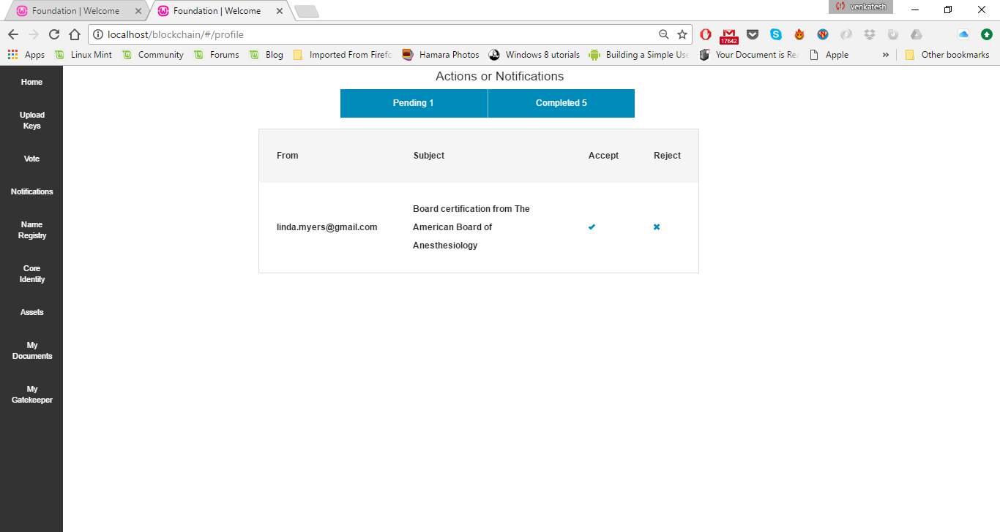 Foundation | Welcome
Foundation | Welcome
venkatesh
localhost/blockchain/#/profile
17642
Apps Linux Mint Community Forums Blog Imported From Firefo Hamara Photos Windows 8 utorials Building a Simple Use Your Document is Rea Apple » Other bookmarks
Home
Upload
Keys
Vote
Notifications
Name
Registry
Core
Identity
Assets
My
Documents
My
Gatekeeper
Actions or Notifications
Pending 1 Completed 5
From Subject Accept Reject
linda.myers@gmail.com
Board certification from The
American Board of
Anesthesiology